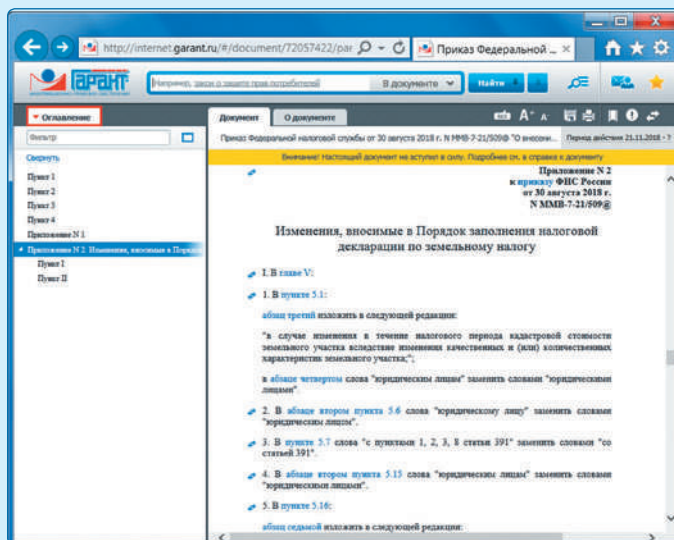 http://internet.garant.ru/#/document/72057422/par
Приказ Федеральной ...
ГАРАНТ
Например, закон о защите прав потребителей
В документе
Найти
Оглавление
Документ
О документе
A+ A-
Фильтр
Приказ Федеральной налоговой службы от 30 августа 2018 г. N ММВ-7-21/509@ "О внесени...
Период действия 21.11.2018 - ?
Свернуть
Внимание! Настоящий документ не вступил в силу. Подробнее см. в справке к документу
Пункт 1
Пункт 2
Пункт 3
Пункт 4
Приложение N 1
Приложение N 2. Изменения, вносимые в Порядо
Пункт I
Пункт II
Приложение N 2
к приказу ФНС России
от 30 августа 2018 г.
N ММВ-7-21/509@
Изменения, вносимые в Порядок заполнения налоговой
декларации по земельному налогу
I. В главе V:
1. В пункте 5.1:
абзац третий изложить в следующей редакции:
"в случае изменения в течение налогового периода кадастровой стоимости
земельного участка вследствие изменения качественных и (или) количественных
характеристик земельного участка;";
в абзаце четвертом слова "юридическим лицам" заменить словами "юридическими
лицами".
2. В абзаце втором пункта 5.6 слова "юридическому лицу" заменить словами
"юридическим лицом".
3. В пункте 5.7 слова "с пунктами 1, 2, 3, 8 статьи 391" заменить словами "со
статьей 391".
4. В абзаце втором пункта 5.15 слова "юридическим лицам" заменить словами
"юридическими лицами".
5. В пункте 5.16:
абзац седьмой изложить в следующей редакции: